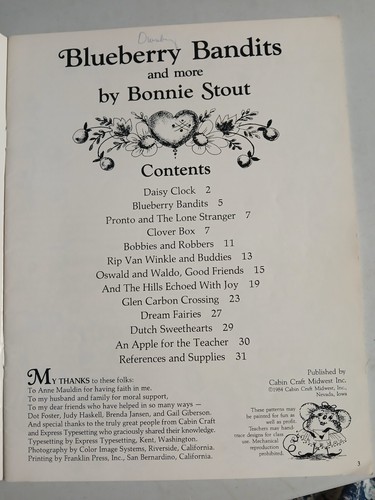 Blueberry Bandits
and more
by Bonnie Stout
Contents
Daisy Clock 2
Blueberry Bandits 5
Pronto and The Lone Stranger 7
Clover Box 7
Bobbies and Robbers 11
Rip Van Winkle and Buddies 13
Oswald and Waldo, Good Friends 15
And The Hills Echoed With Joy 19
Glen Carbon Crossing 23
Dream Fairies 27
Dutch Sweethearts 29
An Apple for the Teacher 30
References and Supplies 31
MY THANKS to these folks:
To Anne Mauldin for having faith in me.
To my husband and family for moral support,
To my dear friends who have helped in so many ways —
Dot Foster, Judy Haskell, Brenda Jansen, and Gail Giberson.
And special thanks to the truly great people from Cabin Craft
and Express Typesetting who graciously shared their knowledge.
Typesetting by Express Typesetting, Kent, Washington.
Photography by Color Image Systems, Riverside, California.
Printing by Franklin Press, Inc., San Bernardino, California.
Published by
Cabin Craft Midwest Inc.
©1984 Cabin Craft Midwest Inc.,
Nevada, Iowa
These patterns may
be painted for fun as
well as profit.
Teachers may hand-
trace designs for class
use. Mechanical
reproduction
prohibited.